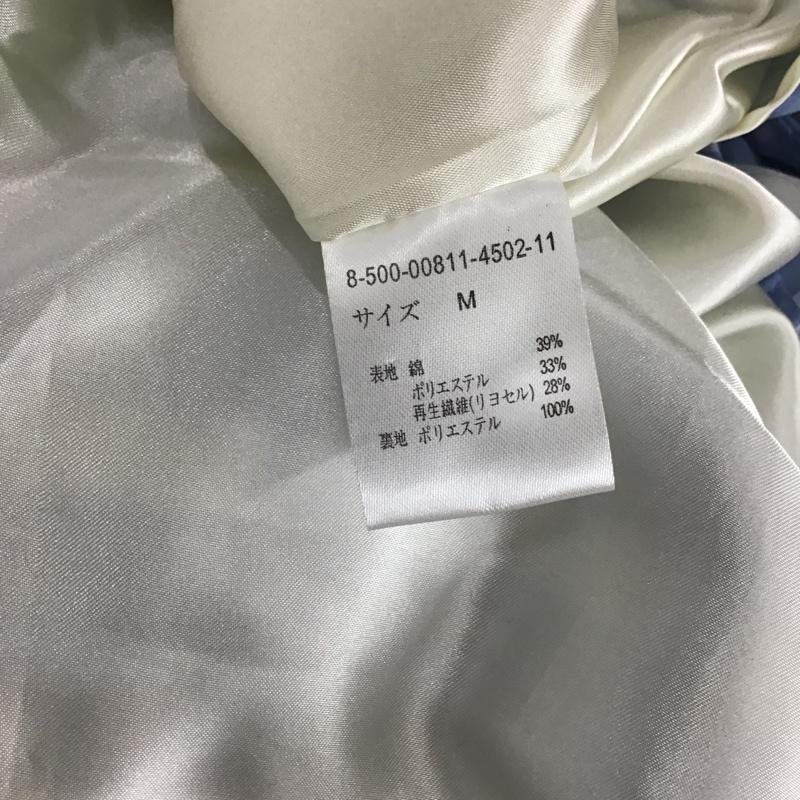 8-500-00811-4502-11
サイズ M
表地 綿 39%
ポリエステル 33%
再生繊維(リヨセル) 28%
裏地 ポリエステル 100%